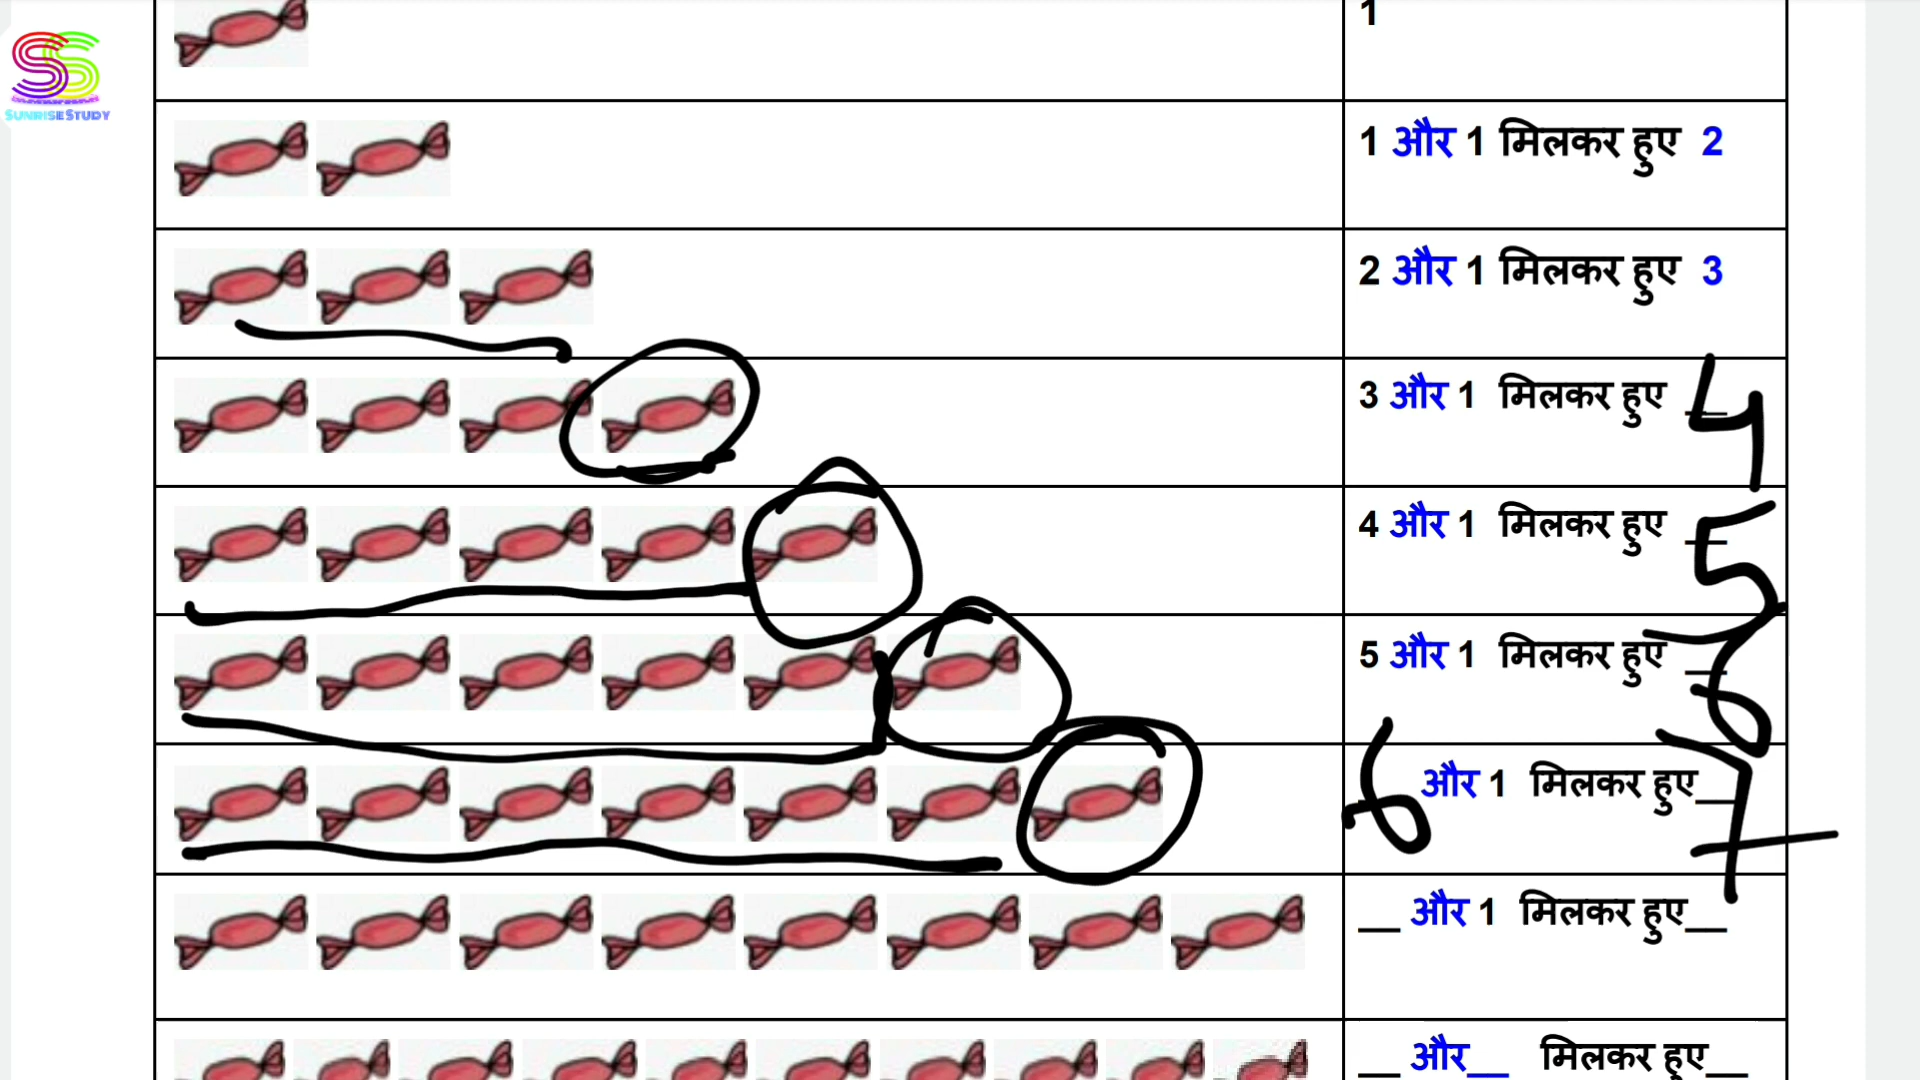 SS
SUNRISESTUDY
1
1 और 1 मिलकर हुए 2
2 और 1 मिलकर हुए 3
3 और 1 मिलकर हुए 4
4 और 1 मिलकर हुए 5
5 और 1 मिलकर हुए 6
6 और 1 मिलकर हुए 7
__ और 1 मिलकर हुए__
__ और__ मिलकर हुए__